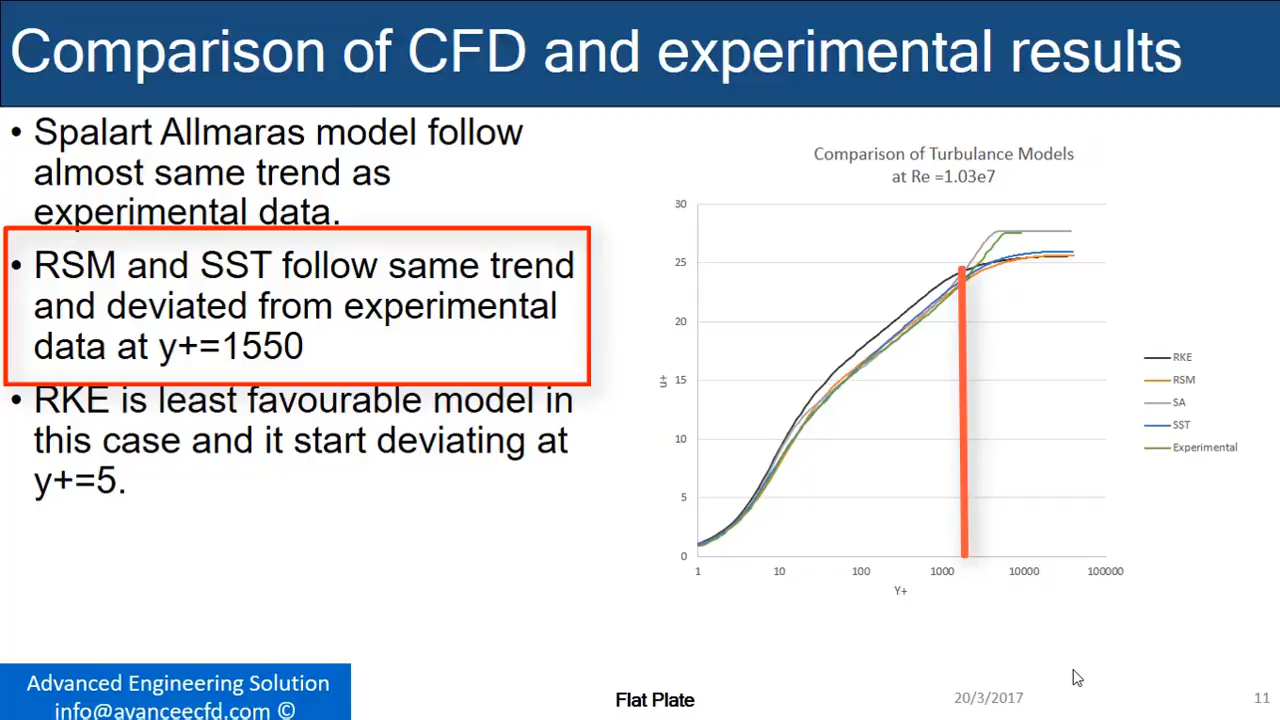 Comparison of CFD and experimental results
• Spalart Allmaras model follow
almost same trend as
experimental data.
• RSM and SST follow same trend
and deviated from experimental
data at y+=1550
• RKE is least favourable model in
this case and it start deviating at
y+=5.
Comparison of Turbulance Models
at Re =1.03e7
30
25
20
15
10
5
0
u+
1 10 100 1000 10000 100000
Y+
RKE
RSM
SA
SST
Experimental
Advanced Engineering Solution
info@avanceecfd.com ©
Flat Plate
20/3/2017
11